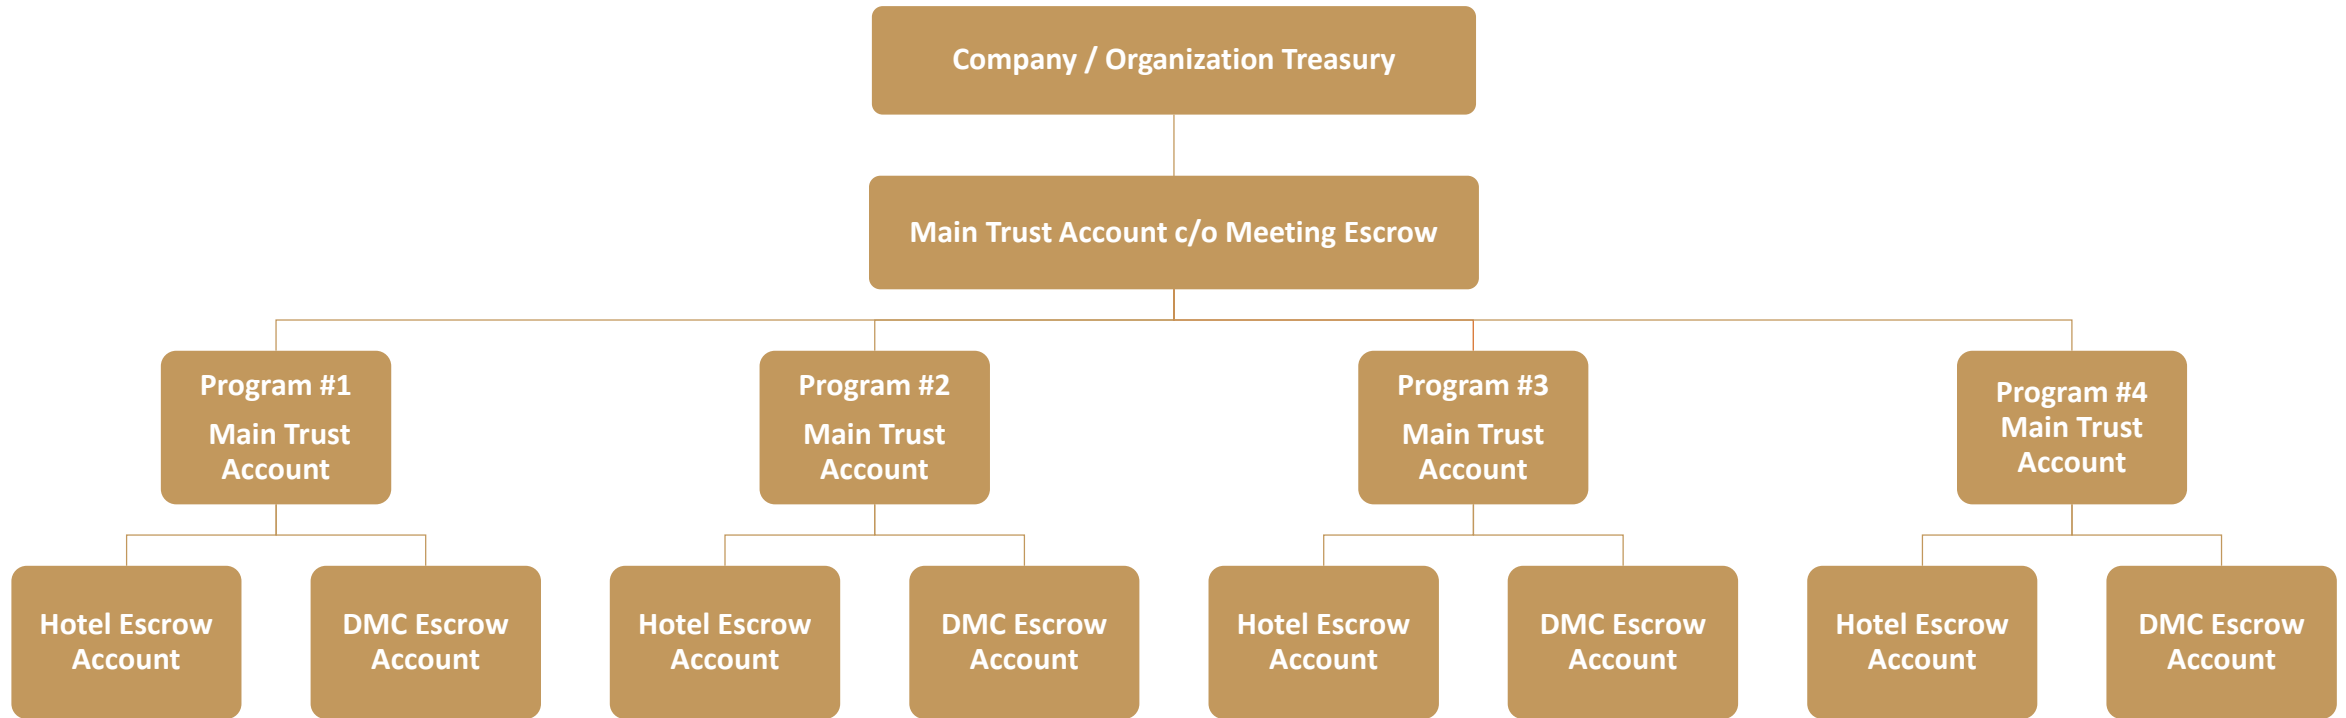 Company / Organization Treasury
Main Trust Account c/o Meeting Escrow
Program #1
Main Trust
Account
Program #2
Main Trust
Account
Program #3
Main Trust
Account
Program #4
Main Trust
Account
Hotel Escrow
Account
DMC Escrow
Account
Hotel Escrow
Account
DMC Escrow
Account
Hotel Escrow
Account
DMC Escrow
Account
Hotel Escrow
Account
DMC Escrow
Account